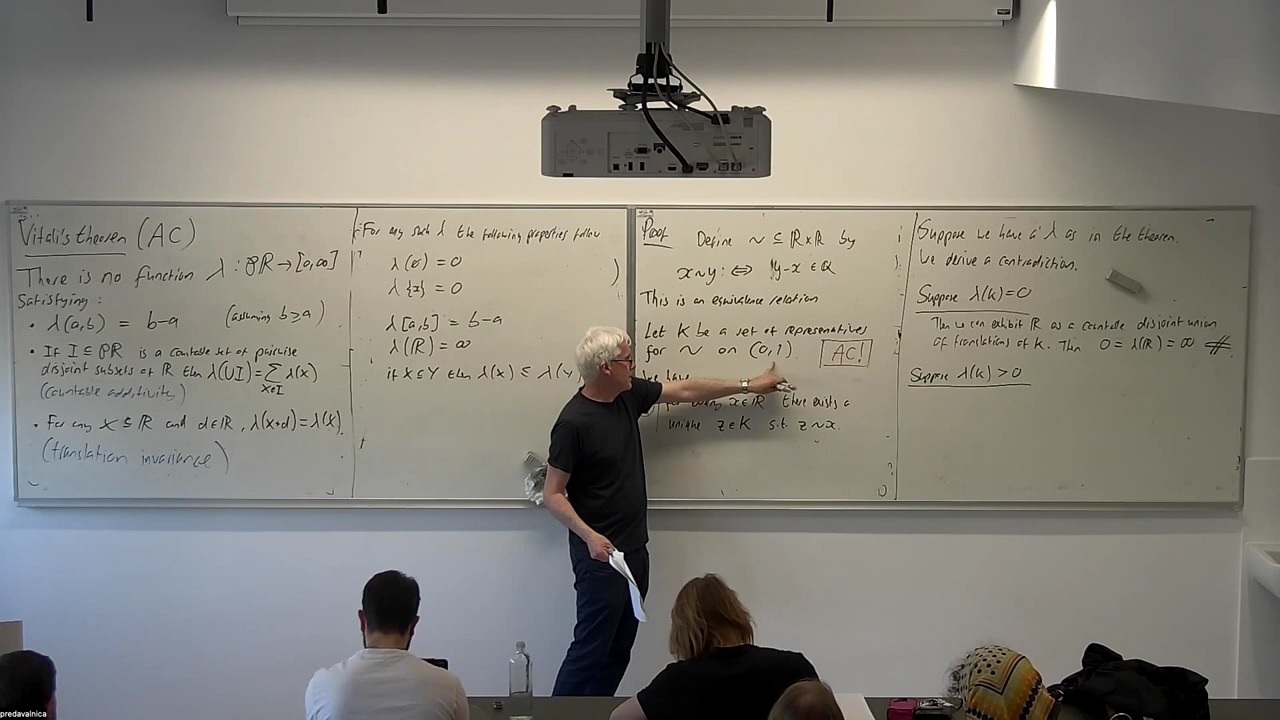 Vitali's theorem (AC)
There is no function λ : ℘ℝ → [0,∞]
satisfying :
• λ(a,b) = b-a (assuming b ≥ a)
• If I ⊆ ℘ℝ is a countable set of pairwise
disjoint subsets of ℝ then λ(∪I) = ∑ λ(X)
X∈I
(countable additivity)
• For any X ⊆ ℝ and d∈ℝ, λ(X+d) = λ(X)
(translation invariance)
For any such λ the following properties follow
λ(∅) = 0
λ{x} = 0
λ[a,b] = b-a
λ(ℝ) = ∞
if X ⊆ Y then λ(X) ≤ λ(Y
Proof Define ~ ⊆ ℝ×ℝ by
x~y :⇔ y-x ∈ ℚ
This is an equivalence relation
Let K be a set of representatives
for ~ on (0,1) AC!
We have
for every x∈ℝ there exists a
unique z∈K s.t. z~x.
Suppose we have a λ as in the theorem.
We derive a contradiction.
Suppose λ(K)=0
Then we can exhibit ℝ as a countable disjoint union
of translations of K. Then 0 = λ(ℝ) = ∞ #
Suppose λ(K) > 0
predavalnica